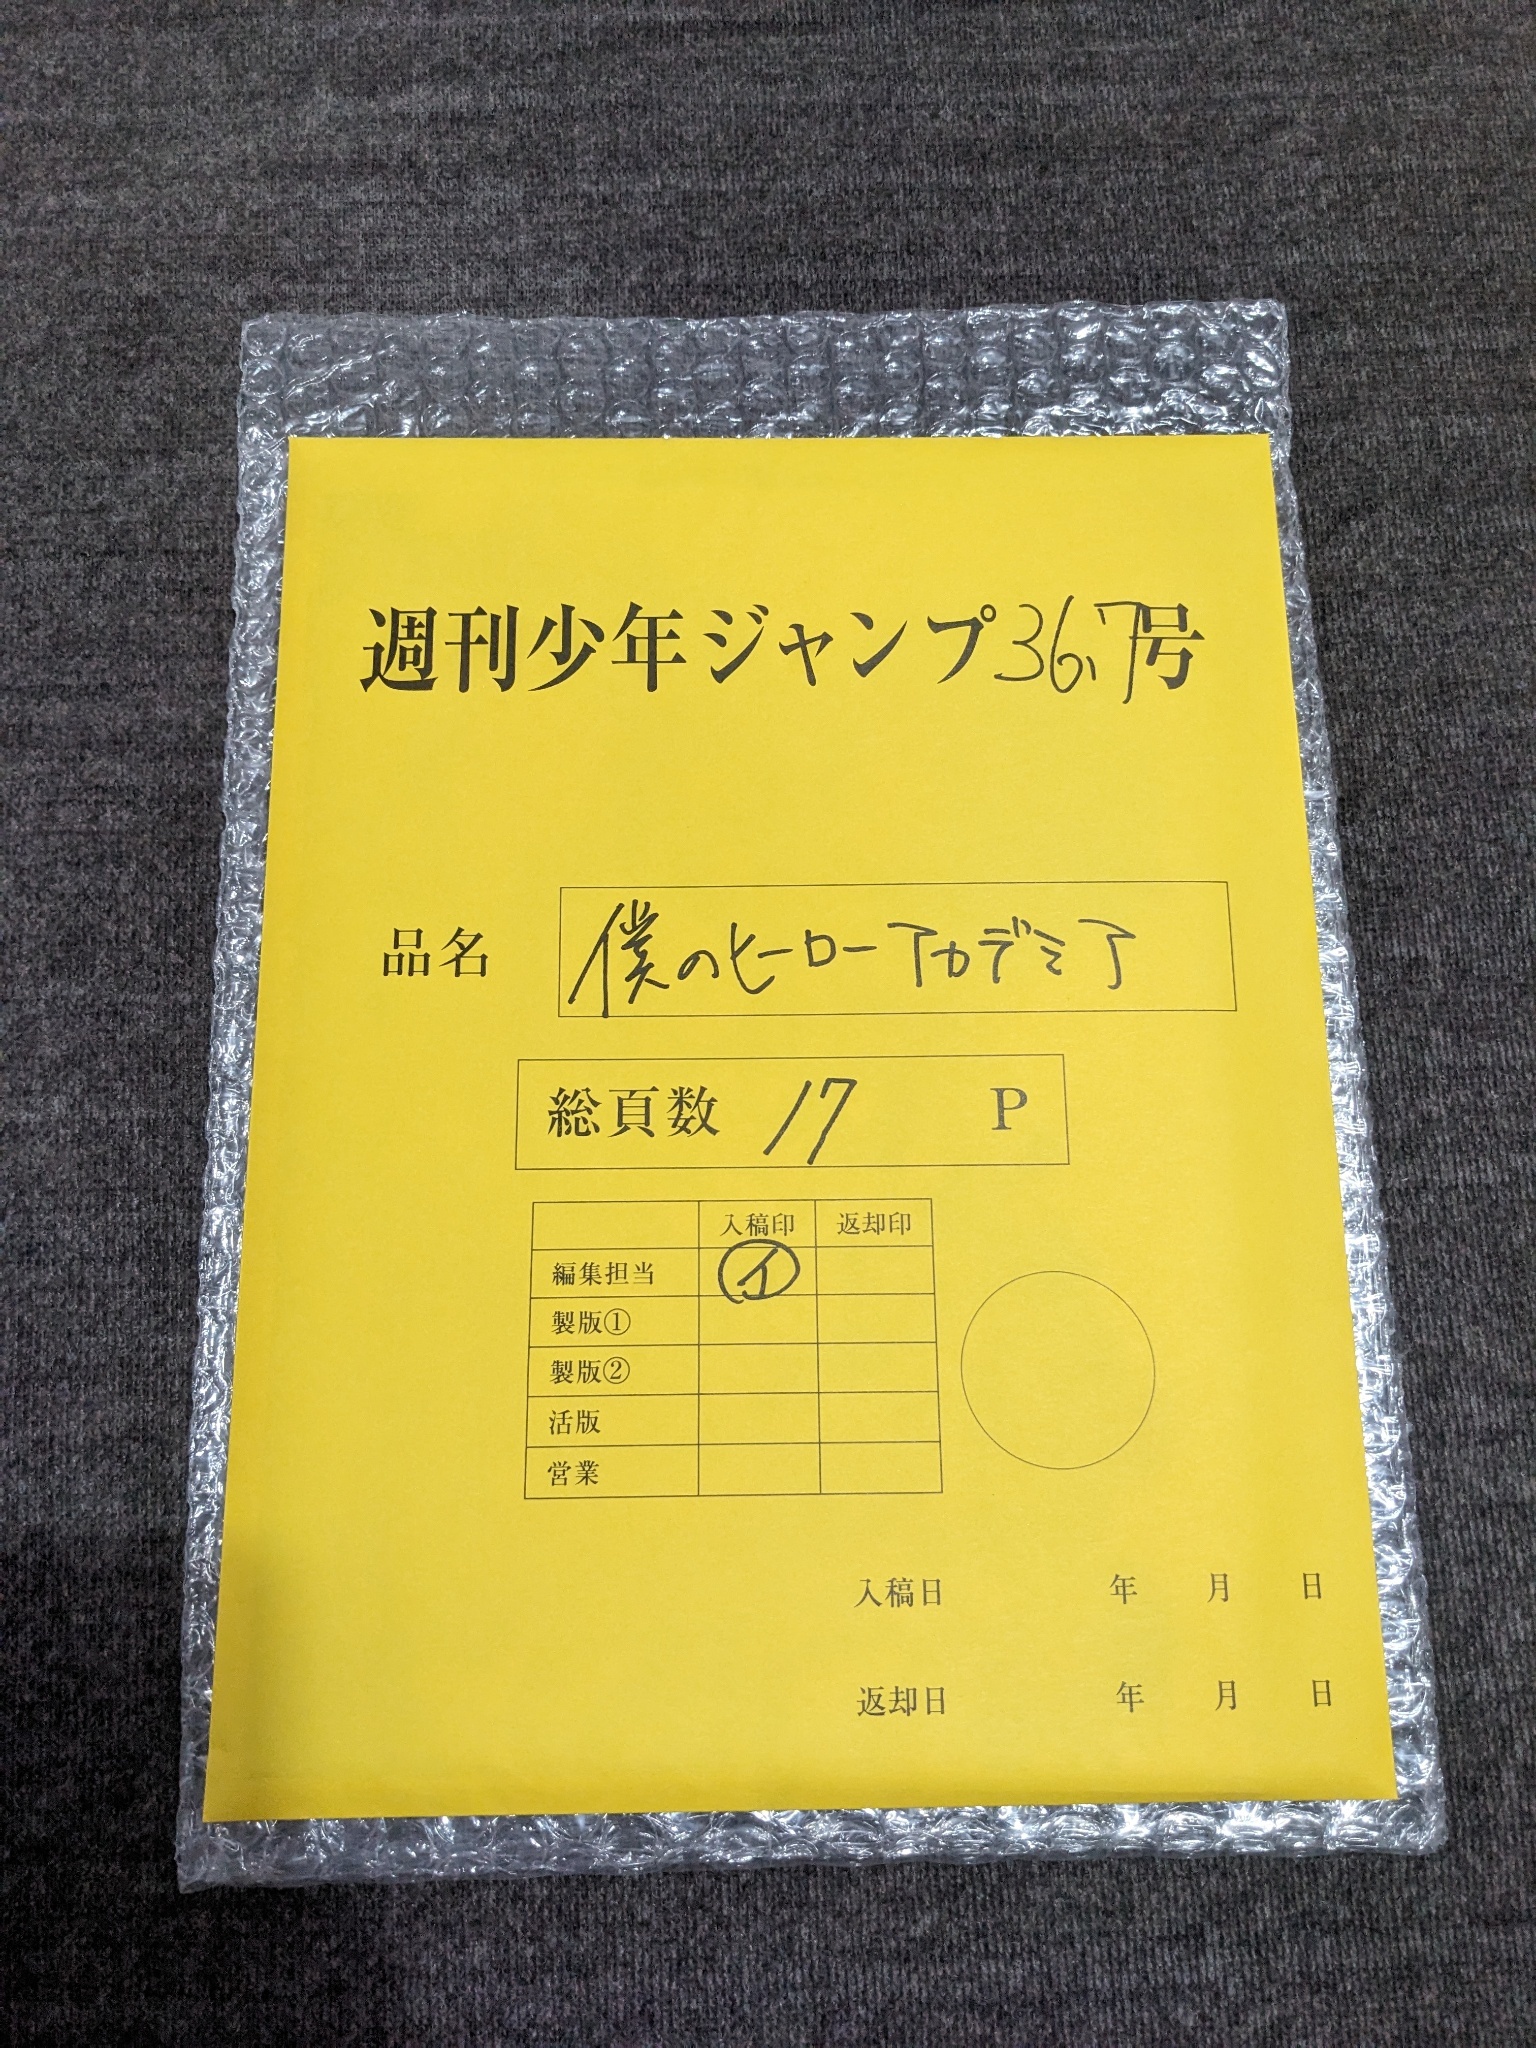 週刊少年ジャンプ36.7号
品名 僕のヒーローアカデミア
総頁数 17 P
入稿印 返却印
編集担当 イ
製版①
製版②
活版
営業
入稿日 年 月 日
返却日 年 月 日